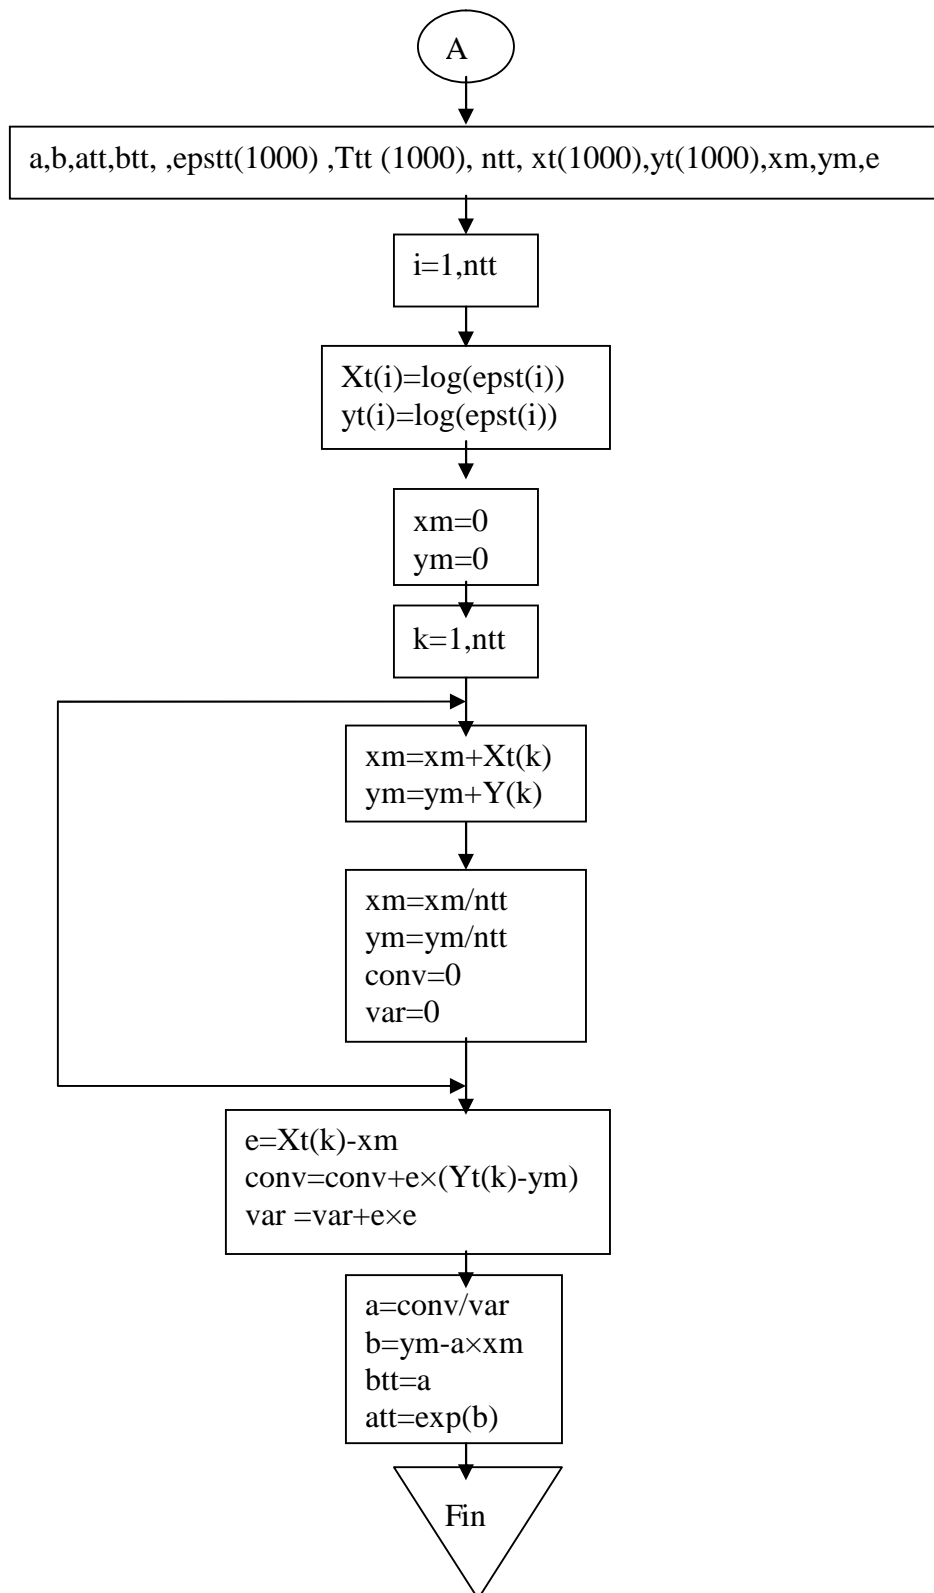 A
a,b,att,btt, ,epstt(1000) ,Ttt (1000), ntt, xt(1000),yt(1000),xm,ym,e
i=1,ntt
Xt(i)=log(epst(i))
yt(i)=log(epst(i))
xm=0
ym=0
k=1,ntt
xm=xm+Xt(k)
ym=ym+Y(k)
xm=xm/ntt
ym=ym/ntt
conv=0
var=0
e=Xt(k)-xm
conv=conv+e×(Yt(k)-ym)
var =var+e×e
a=conv/var
b=ym-a×xm
btt=a
att=exp(b)
Fin